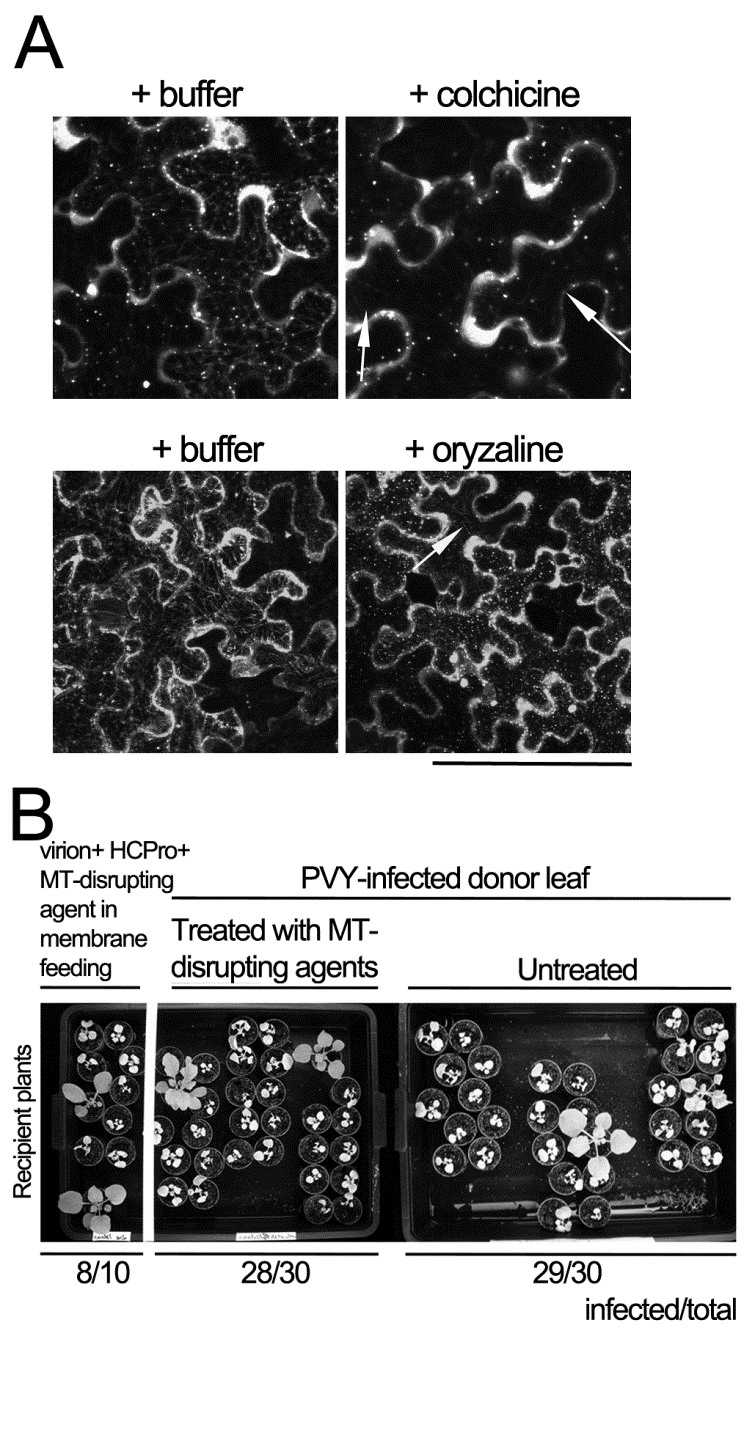 A
+ buffer + colchicine
+ buffer + oryzaline
B
virion+ HCPro+
MT-disrupting
agent in
membrane
feeding
PVY-infected donor leaf
Treated with MT-
disrupting agents
Untreated
Recipient plants
8/10 28/30 29/30
infected/total